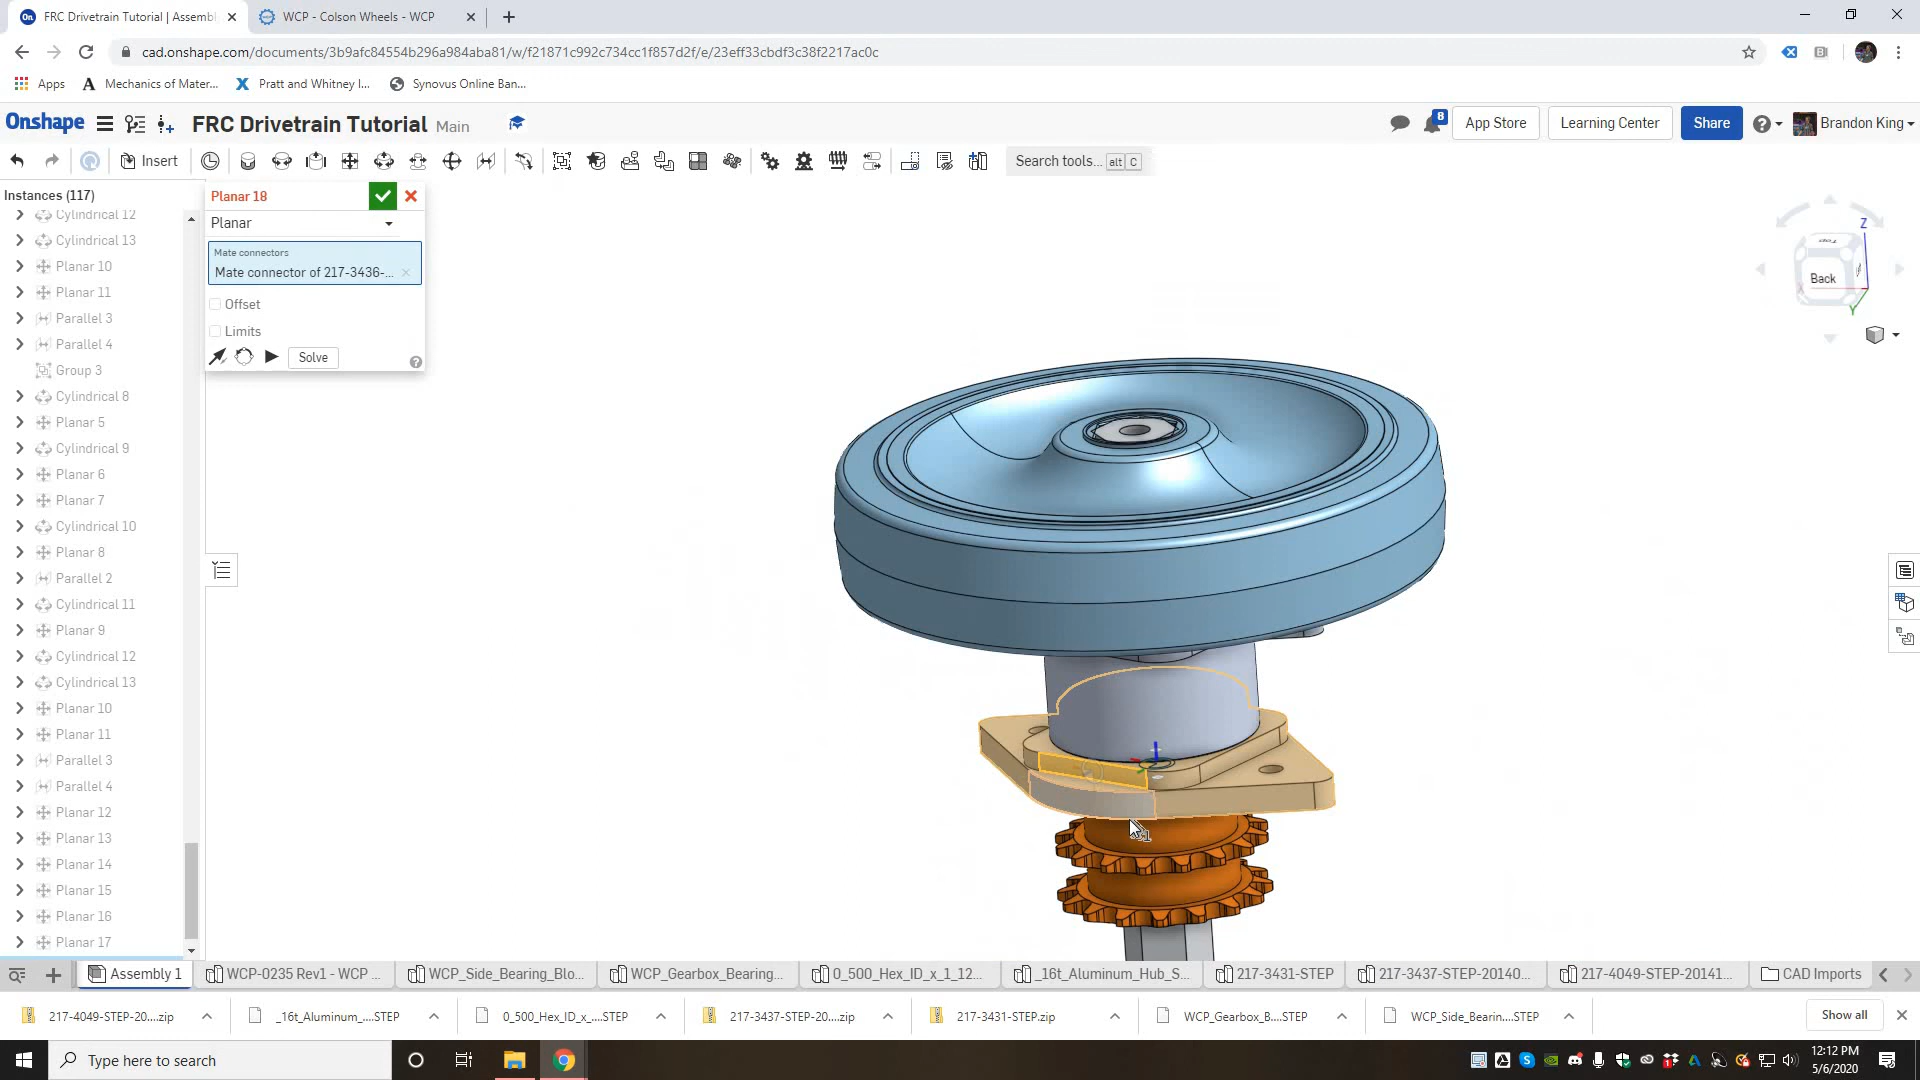 FRC Drivetrain Tutorial | Assembl
WCP - Colson Wheels - WCP
cad.onshape.com/documents/3b9afc84554b296a984aba81/w/f21871c992c734cc1f857d2f/e/23eff33cbdf3c38f2217ac0c
Apps
Mechanics of Mater...
Pratt and Whitney I...
Synovus Online Ban...
Onshape
FRC Drivetrain Tutorial Main
8
App Store
Learning Center
Share
Brandon King
Insert
Search tools... alt C
Instances (117)
Cylindrical 12
Cylindrical 13
Planar 10
Planar 11
Parallel 3
Parallel 4
Group 3
Cylindrical 8
Planar 5
Cylindrical 9
Planar 6
Planar 7
Cylindrical 10
Planar 8
Parallel 2
Cylindrical 11
Planar 9
Cylindrical 12
Cylindrical 13
Planar 10
Planar 11
Parallel 3
Parallel 4
Planar 12
Planar 13
Planar 14
Planar 15
Planar 16
Planar 17
Planar 18
Planar
Mate connectors
Mate connector of 217-3436-...
Offset
Limits
Solve
Z
Top
Back
X
Y
Assembly 1
WCP-0235 Rev1 - WCP ...
WCP_Side_Bearing_Blo...
WCP_Gearbox_Bearing...
0_500_Hex_ID_x_1_12...
_16t_Aluminum_Hub_S...
217-3431-STEP
217-3437-STEP-20140...
217-4049-STEP-20141...
CAD Imports
217-4049-STEP-20....zip
_16t_Aluminum_....STEP
0_500_Hex_ID_x_....STEP
217-3437-STEP-20....zip
217-3431-STEP.zip
WCP_Gearbox_B....STEP
WCP_Side_Bearin....STEP
Show all
Type here to search
12:12 PM
5/6/2020